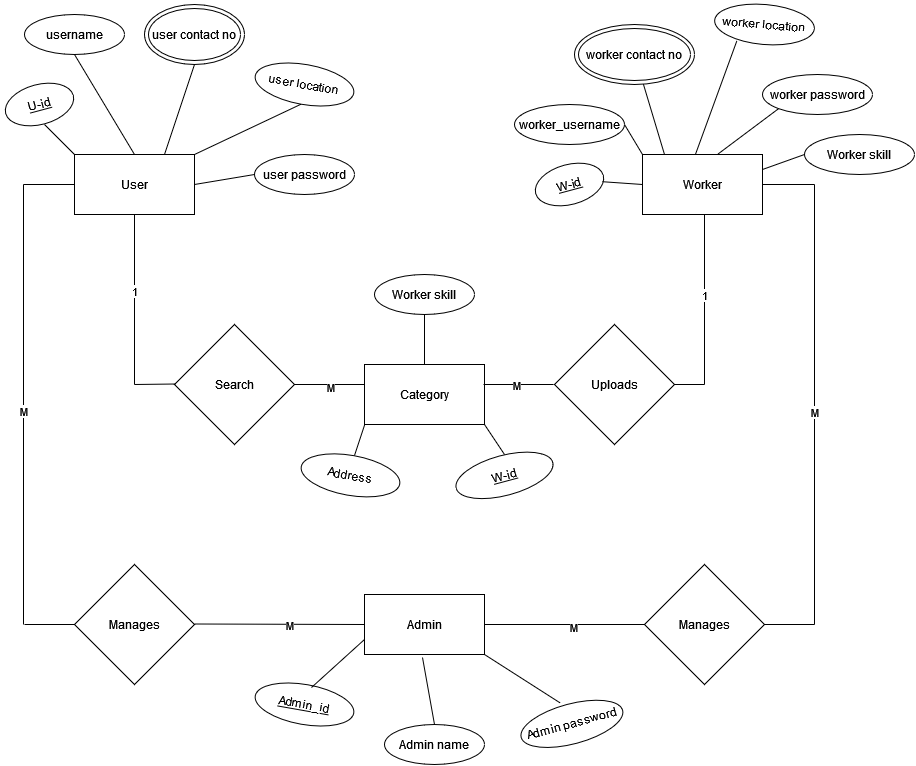 username
user contact no
user location
U-id
user password
User
worker location
worker contact no
worker password
worker_username
Worker skill
W-id
Worker
1
1
Worker skill
Search
M
Category
M
Uploads
M
M
Address
W-id
Manages
M
Admin
M
Manages
Admin_id
Admin name
Admin password